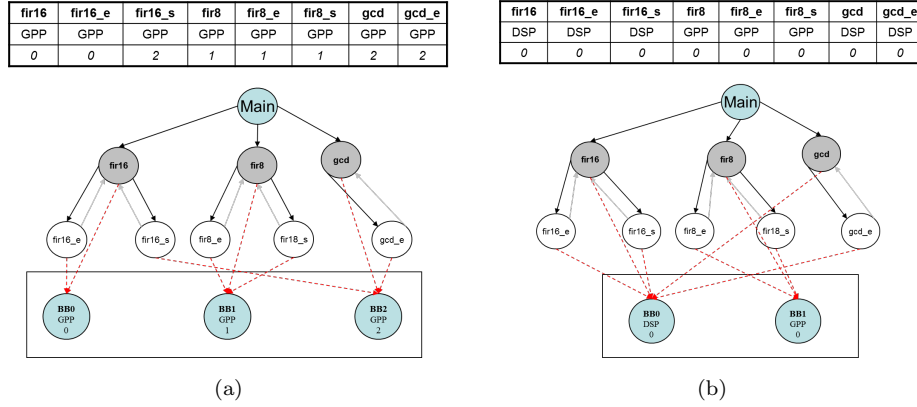 fir16 fir16_e fir16_s fir8 fir8_e fir8_s gcd gcd_e
GPP GPP GPP GPP GPP GPP GPP GPP
0 0 2 1 1 1 2 2
Main
fir16 fir8 gcd
fir16_e fir16_s fir8_e fir18_s gcd_e
BB0 BB1 BB2
GPP GPP GPP
0 1 2
(a)
fir16 fir16_e fir16_s fir8 fir8_e fir8_s gcd gcd_e
DSP DSP DSP GPP GPP GPP DSP DSP
0 0 0 0 0 0 0 0
Main
fir16 fir8 gcd
fir16_e fir16_s fir8_e fir18_s gcd_e
BB0 BB1
DSP GPP
0 0
(b)